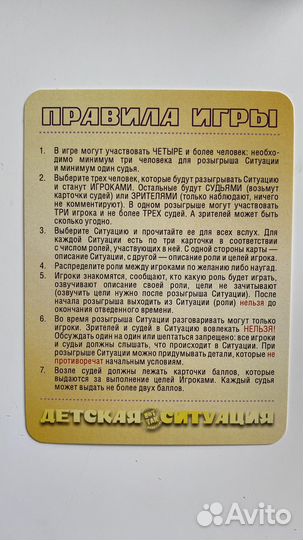 ПРАВИЛА ИГРЫ
1. В игре могут участвовать ЧЕТЫРЕ и более человек: необхо-
димо минимум три человека для розыгрыша Ситуации
и минимум один судья.
2. Выберите трех человек, которые будут разыгрывать Ситуацию
и станут ИГРОКАМИ. Остальные будут СУДЬЯМИ (возьмут
карточки судей) или ЗРИТЕЛЯМИ (только наблюдают, ничего
не комментируют). В одном розыгрыше могут участвовать
ТРИ игрока и не более ТРЕХ судей. А зрителей может быть
сколько угодно.
3. Выберите Ситуацию и прочитайте ее для всех вслух. Для
каждой Ситуации есть по три карточки в соответствии
с числом ролей, участвующих в ней. С одной стороны карты —
описание Ситуации, с другой — описание роли и целей игрока.
4. Распределите роли между игроками по желанию либо наугад.
5. Игроки знакомятся, сообщают, кто какую роль будет играть,
озвучивают описание своей роли, цели не зачитывают
(озвучить цели нужно после розыгрыша Ситуации). После
начала розыгрыша выходить из Ситуации (роли) нельзя до
окончания отведенного времени.
6. Во время розыгрыша Ситуации разговаривать могут только
игроки. Зрителей и судей в Ситуацию вовлекать НЕЛЬЗЯ!
Обсуждать один на один или шептаться запрещено: все игроки
и судьи должны слышать, что происходит в Ситуации. При
розыгрыше Ситуации можно придумывать детали, которые не
противоречат начальным условиям.
7. Возле судей должны лежать карточки баллов, которые
выдаются за выполнение целей Игроками. Каждый судья
может выдать не более двух баллов.
ДЕТСКАЯ СИТУАЦИЯ
Avito